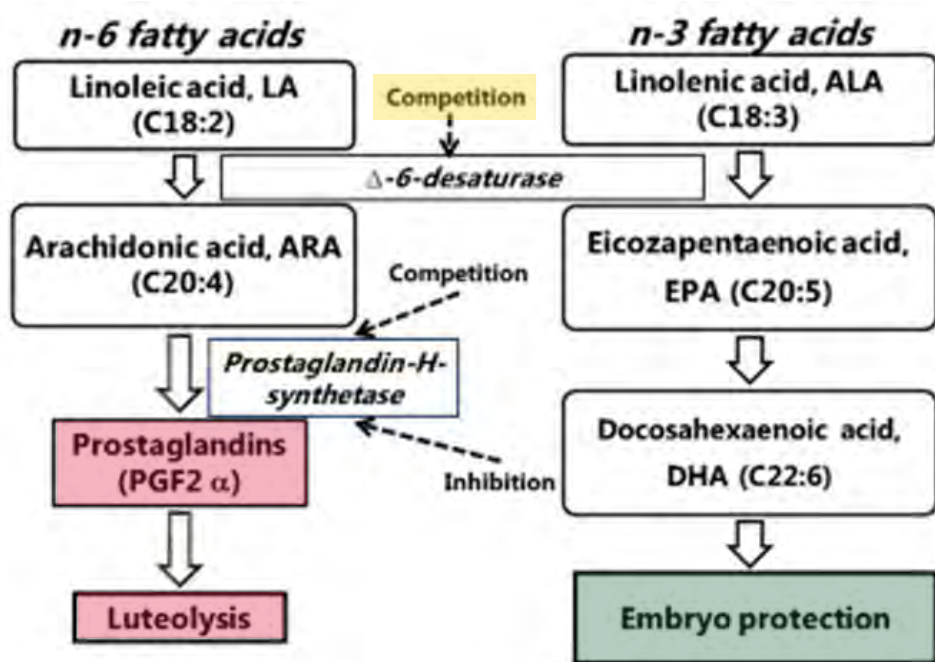 n-6 fatty acids
n-3 fatty acids
Linoleic acid, LA
(C18:2)
Competition
Linolenic acid, ALA
(C18:3)
Δ-6-desaturase
Arachidonic acid, ARA
(C20:4)
Eicozapentaenoic acid,
EPA (C20:5)
Competition
Prostaglandin-H-
synthetase
Prostaglandins
(PGF2 α)
Docosahexaenoic acid,
DHA (C22:6)
Inhibition
Luteolysis
Embryo protection